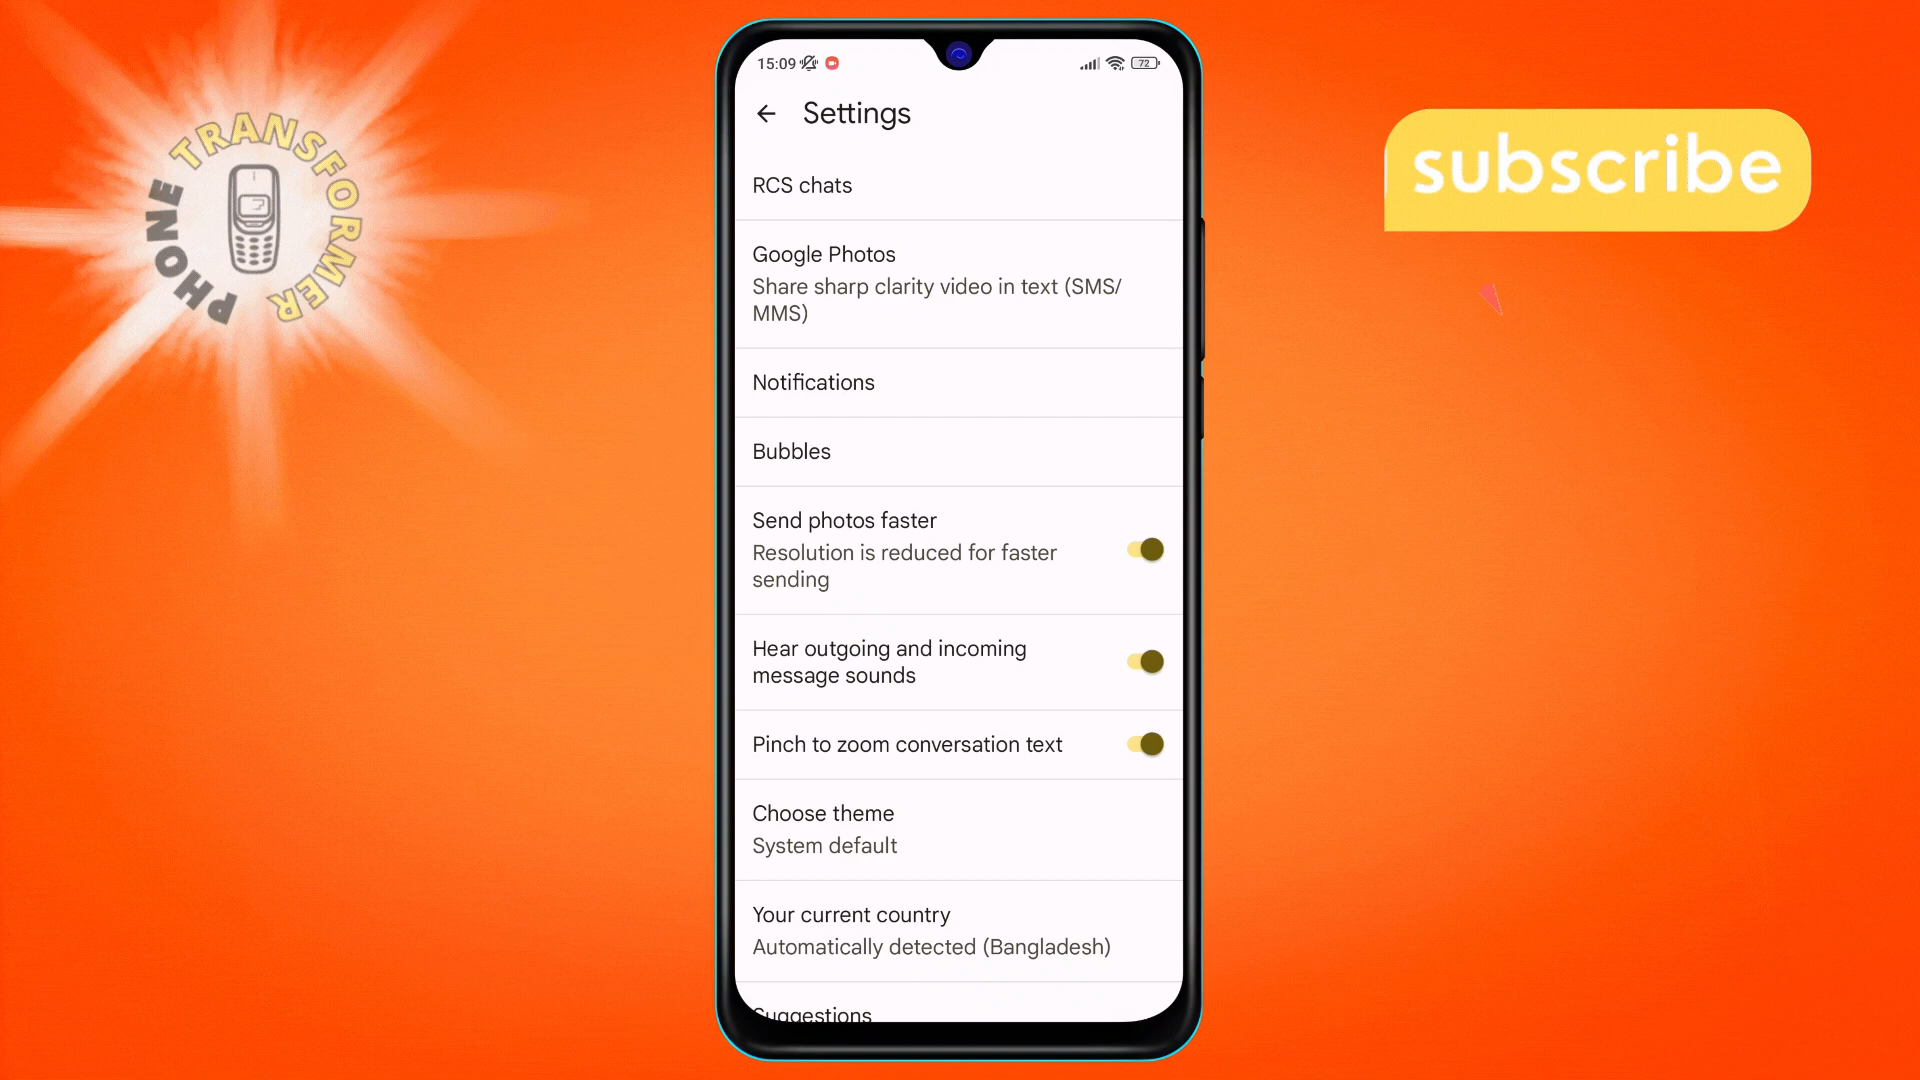 PHONE TRANSFORMER
subscribe
15:09
72
Settings
RCS chats
Google Photos
Share sharp clarity video in text (SMS/
MMS)
Notifications
Bubbles
Send photos faster
Resolution is reduced for faster
sending
Hear outgoing and incoming
message sounds
Pinch to zoom conversation text
Choose theme
System default
Your current country
Automatically detected (Bangladesh)
Suggestions